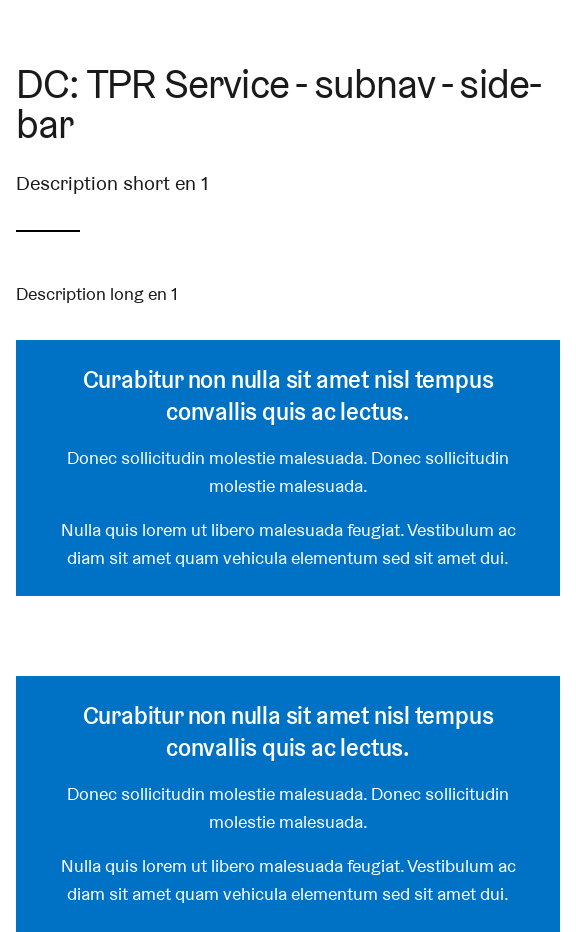 DC: TPR Service - subnav - side-
bar
Description short en 1
Description long en 1
Curabitur non nulla sit amet nisl tempus
convallis quis ac lectus.
Donec sollicitudin molestie malesuada. Donec sollicitudin
molestie malesuada.
Nulla quis lorem ut libero malesuada feugiat. Vestibulum ac
diam sit amet quam vehicula elementum sed sit amet dui.
Curabitur non nulla sit amet nisl tempus
convallis quis ac lectus.
Donec sollicitudin molestie malesuada. Donec sollicitudin
molestie malesuada.
Nulla quis lorem ut libero malesuada feugiat. Vestibulum ac
diam sit amet quam vehicula elementum sed sit amet dui.